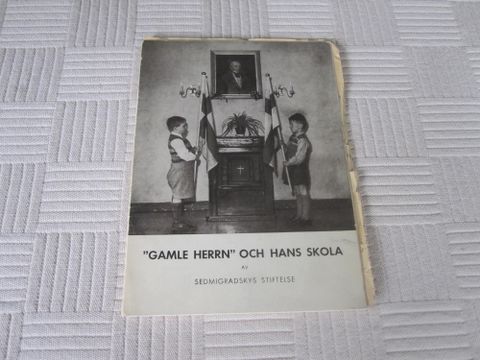 "GAMLE HERRN" OCH HANS SKOLA
AV
SEDMIGRADSKYS STIFTELSE